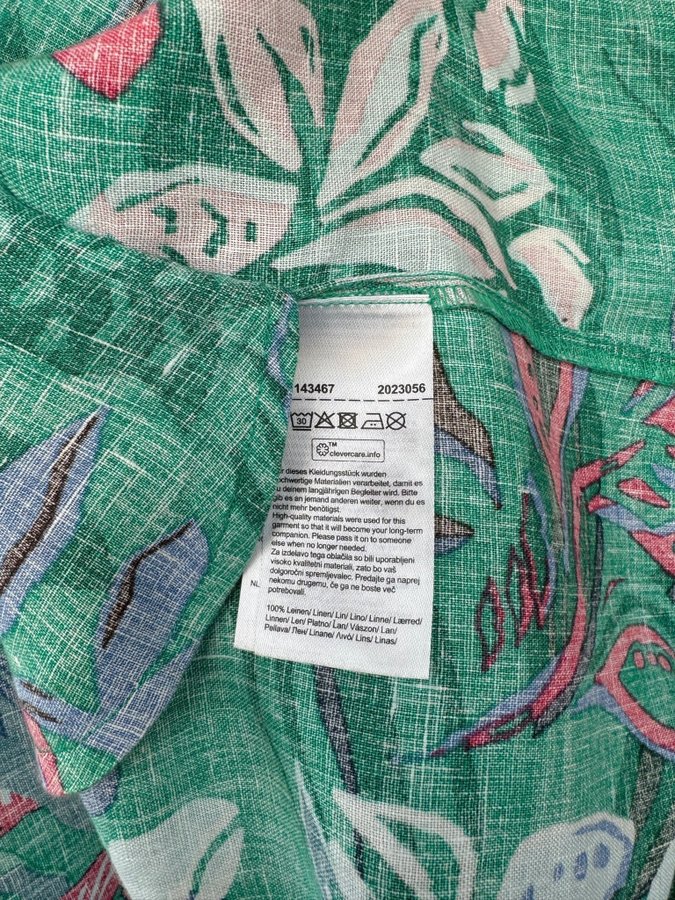 143467 2023056
30
TM
clevercare.info
r dieses Kleidungsstück wurden
chwertige Materialien verarbeitet, damit es
u deinem langjährigen Begleiter wird. Bitte
gib es an jemand anderen weiter, wenn du es
nicht mehr benötigst.
High-quality materials were used for this
garment so that it will become your long-term
companion. Please pass it on to someone
else when no longer needed.
Za izdelavo tega oblačila so bili uporabljeni
visoko kvalitetni materiali, zato bo vaš
dolgoročni spremljevalec. Predajte ga naprej
NL nekomu drugemu, če ga ne boste več
potrebovali.
100% Leinen/ Linen/ Lin/ Lino/ Linne/ Lærred/
Linnen/ Len/ Platno/ Lan/ Vászon/ Lan/
Pellava/ Лен/ Linane/ Λινό/ Lins/ Linas/